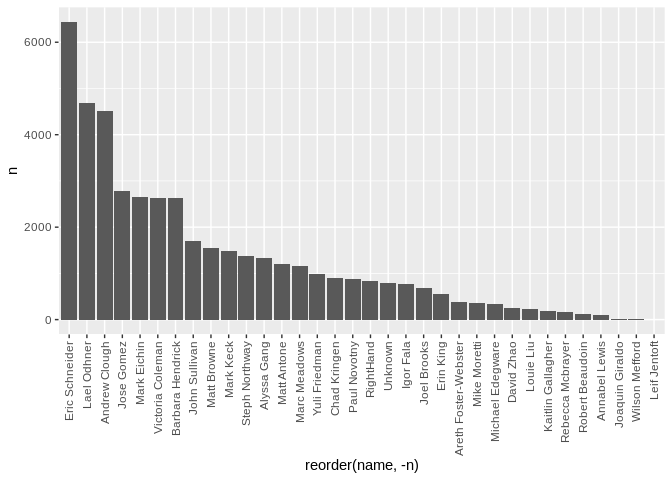 6000
4000
2000
0
n
Eric Schneider
Lael Odhner
Andrew Clough
Jose Gomez
Mark Eichin
Victoria Coleman
Barbara Hendrick
John Sullivan
Matt Browne
Mark Keck
Steph Northway
Alyssa Gang
Matt Antone
Marc Meadows
Yuli Friedman
Chad Kringen
Paul Novotny
RightHand
Unknown
Igor Fala
Joel Brooks
Erin King
Areth Foster-Webster
Mike Moretti
Michael Edegware
David Zhao
Louie Liu
Kaitlin Gallagher
Rebecca Mcbrayer
Robert Beaudoin
Annabel Lewis
Joaquin Giraldo
Wilson Mefford
Leif Jentoft
reorder(name, -n)